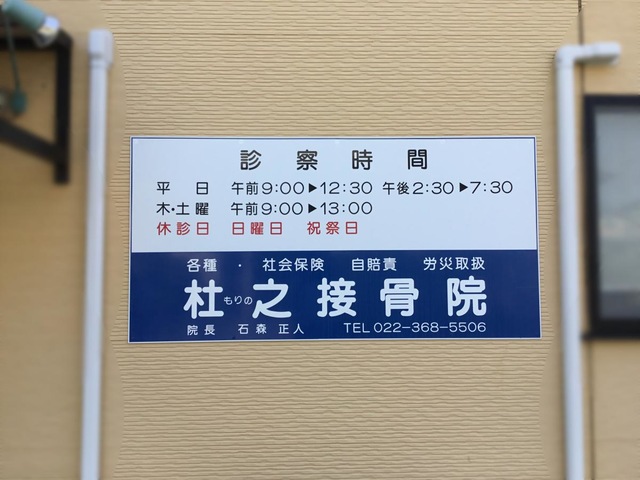 診察時間
平日 午前9:00▶12:30 午後2:30▶7:30
木・土曜 午前9:00▶13:00
休診日 日曜日 祝祭日
各種・社会保険 自賠責 労災取扱
杜もりの之接骨院
院長 石森正人 TEL 022-368-5506